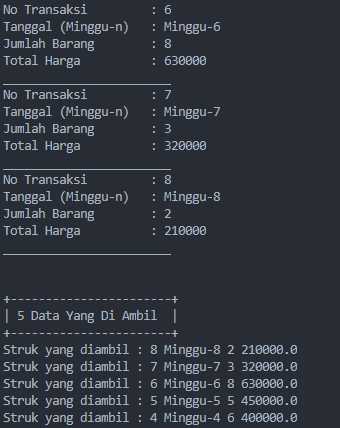 No Transaksi         : 6
Tanggal (Minggu-n)   : Minggu-6
Jumlah Barang        : 8
Total Harga          : 630000
________________________
No Transaksi         : 7
Tanggal (Minggu-n)   : Minggu-7
Jumlah Barang        : 3
Total Harga          : 320000
________________________
No Transaksi         : 8
Tanggal (Minggu-n)   : Minggu-8
Jumlah Barang        : 2
Total Harga          : 210000
________________________
+-----------------------+
| 5 Data Yang Di Ambil  |
+-----------------------+
Struk yang diambil : 8 Minggu-8 2 210000.0
Struk yang diambil : 7 Minggu-7 3 320000.0
Struk yang diambil : 6 Minggu-6 8 630000.0
Struk yang diambil : 5 Minggu-5 5 450000.0
Struk yang diambil : 4 Minggu-4 6 400000.0